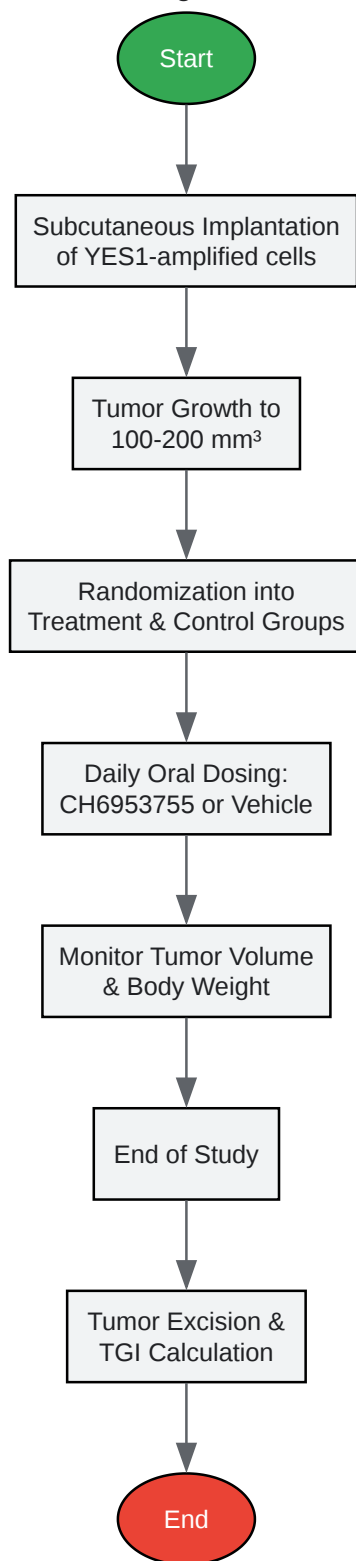 Start
Subcutaneous Implantation
of YES1-amplified cells
Tumor Growth to
100-200 mm³
Randomization into
Treatment & Control Groups
Daily Oral Dosing:
CH6953755 or Vehicle
Monitor Tumor Volume
& Body Weight
End of Study
Tumor Excision &
TGI Calculation
End